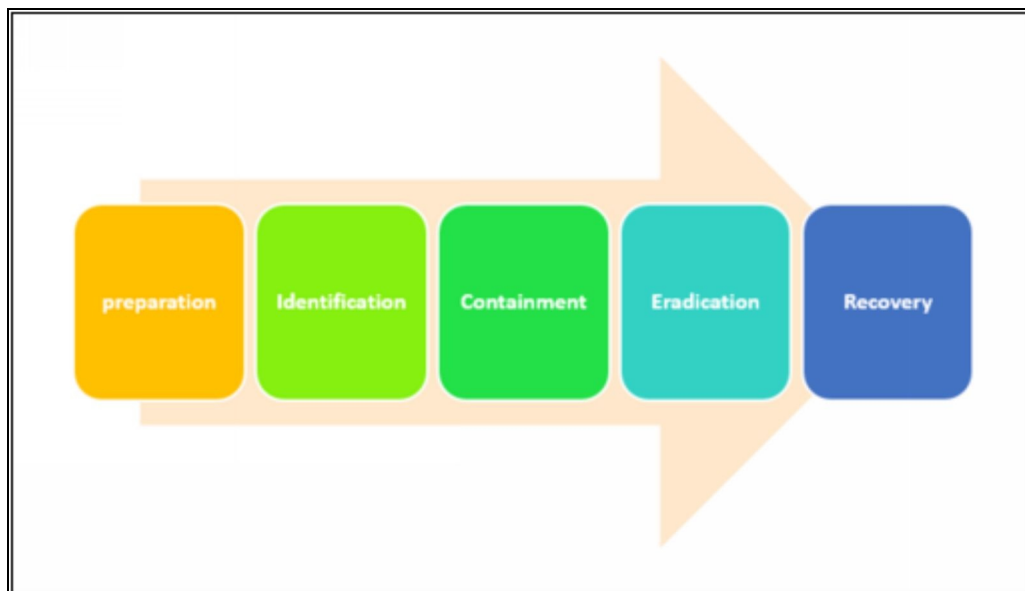 preparation
Identification
Containment
Eradication
Recovery